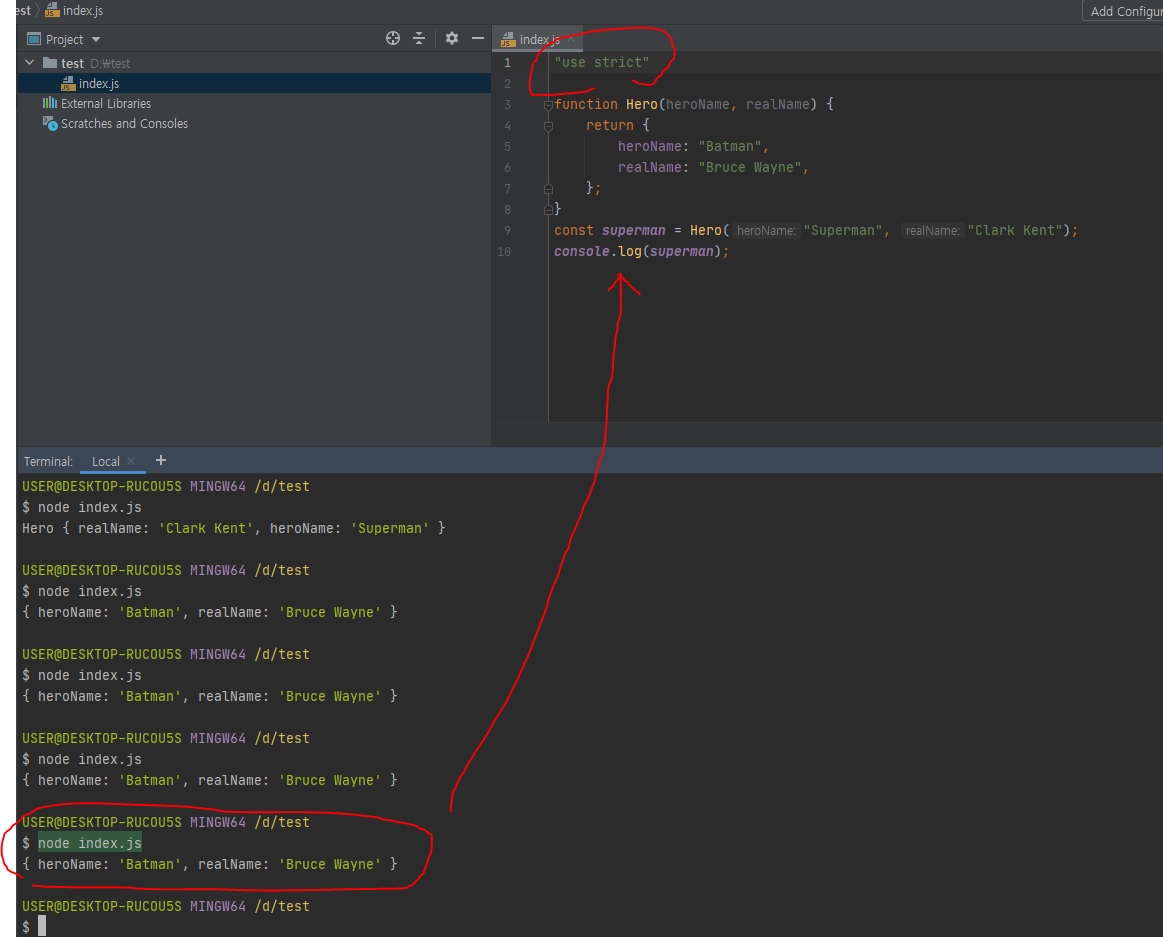 est index.js
Add Configur
Project
index.js
test D:\test
index.js
External Libraries
Scratches and Consoles
1 "use strict"
2
3 function Hero(heroName, realName) {
4 return {
5 heroName: "Batman",
6 realName: "Bruce Wayne",
7 };
8 }
9 const superman = Hero( heroName: "Superman", realName: "Clark Kent");
10 console.log(superman);
Terminal: Local +
USER@DESKTOP-RUCOU5S MINGW64 /d/test
$ node index.js
Hero { realName: 'Clark Kent', heroName: 'Superman' }
USER@DESKTOP-RUCOU5S MINGW64 /d/test
$ node index.js
{ heroName: 'Batman', realName: 'Bruce Wayne' }
USER@DESKTOP-RUCOU5S MINGW64 /d/test
$ node index.js
{ heroName: 'Batman', realName: 'Bruce Wayne' }
USER@DESKTOP-RUCOU5S MINGW64 /d/test
$ node index.js
{ heroName: 'Batman', realName: 'Bruce Wayne' }
USER@DESKTOP-RUCOU5S MINGW64 /d/test
$ node index.js
{ heroName: 'Batman', realName: 'Bruce Wayne' }
USER@DESKTOP-RUCOU5S MINGW64 /d/test
$